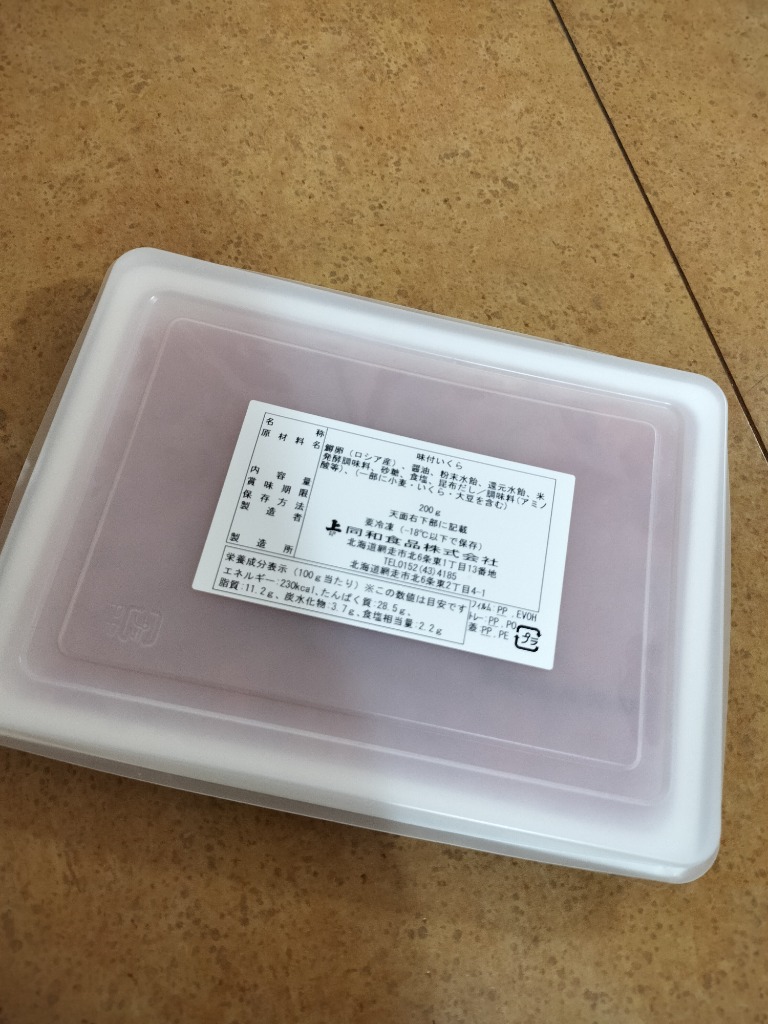 名称 味付いくら
原材料名 鱒卵（ロシア産）、醤油、粉末水飴、還元水飴、米
発酵調味料、砂糖、食塩、昆布だし／調味料(アミノ
酸等)、(一部に小麦・いくら・大豆を含む)
内容量 200g
賞味期限 天面右下部に記載
保存方法 要冷凍（-18℃以下で保存）
製造者 同和食品株式会社
北海道網走市北6条東1丁目13番地
TEL0152(43)4185
製造所 北海道網走市北6条東2丁目4-1
栄養成分表示（100g当たり）※この数値は目安です
エネルギー:230kcal、たんぱく質:28.5g、
脂質:11.2g、炭水化物:3.7g、食塩相当量:2.2g
フィルム:PP、EVOH
トレー:PP、PO
蓋:PP、PE
プラ